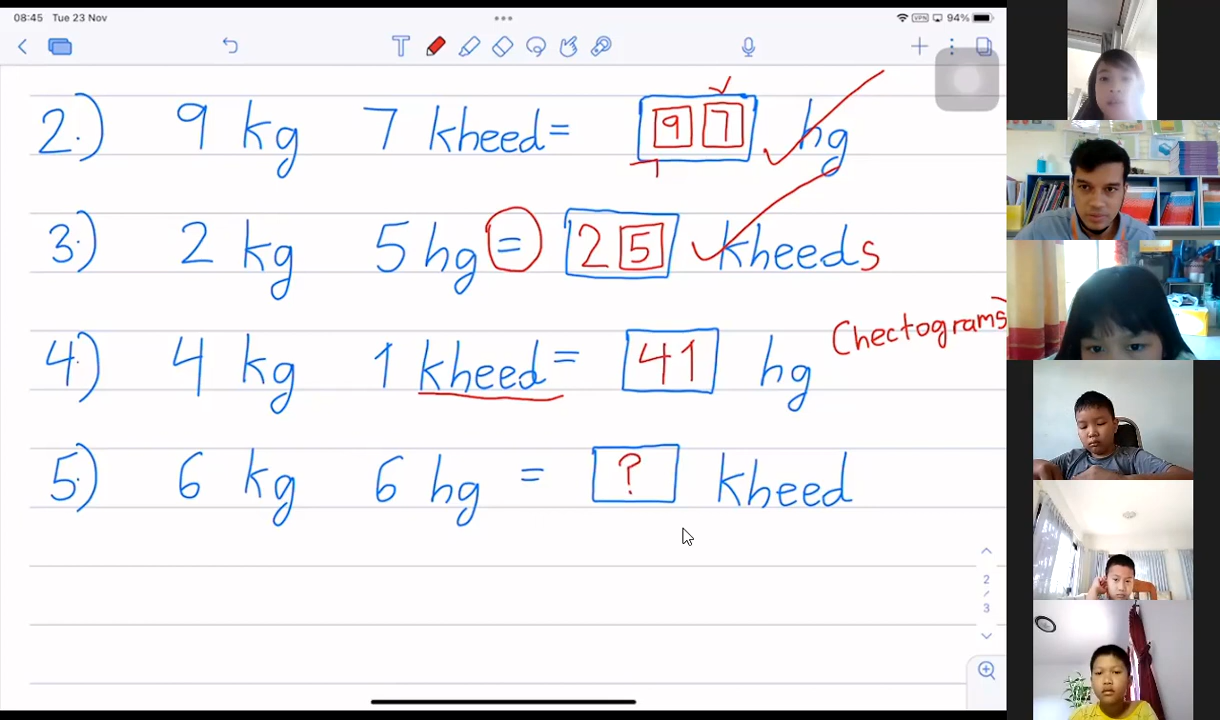 08:45 Tue 23 Nov
VPN 94%
2.) 9 kg 7 kheed= 97 hg
3.) 2 kg 5 hg = 25 kheeds
Chectograms
4.) 4 kg 1 kheed = 41 hg
5.) 6 kg 6 hg = ? kheed
2
/
3